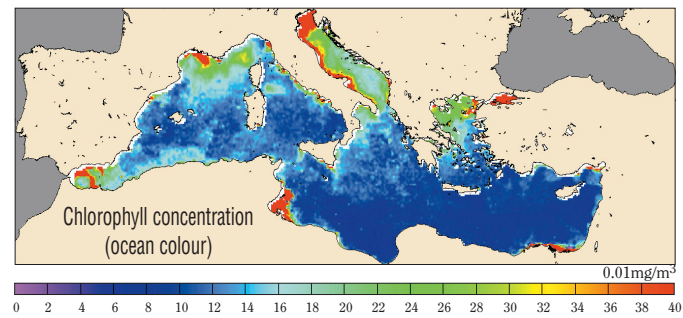 Chlorophyll concentration
(ocean colour)
0.01mg/m³
0 2 4 6 8 10 12 14 16 18 20 22 24 26 28 30 32 34 36 38 40